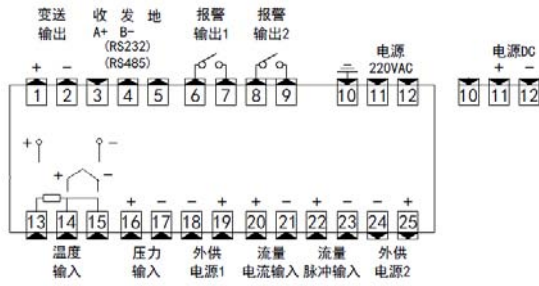 变送 收 发 地 报警 报警
输出 A+ B- 输出1 输出2
(RS232)
(RS485)
电源 电源DC
220VAC
+ - + -
1 2 3 4 5 6 7 8 9 10 11 12 10 11 12
+ -
+ -
+ - - + + - + - - +
13 14 15 16 17 18 19 20 21 22 23 24 25
温度 压力 外供 流量 流量 外供
输入 输入 电源1 电流输入 脉冲输入 电源2